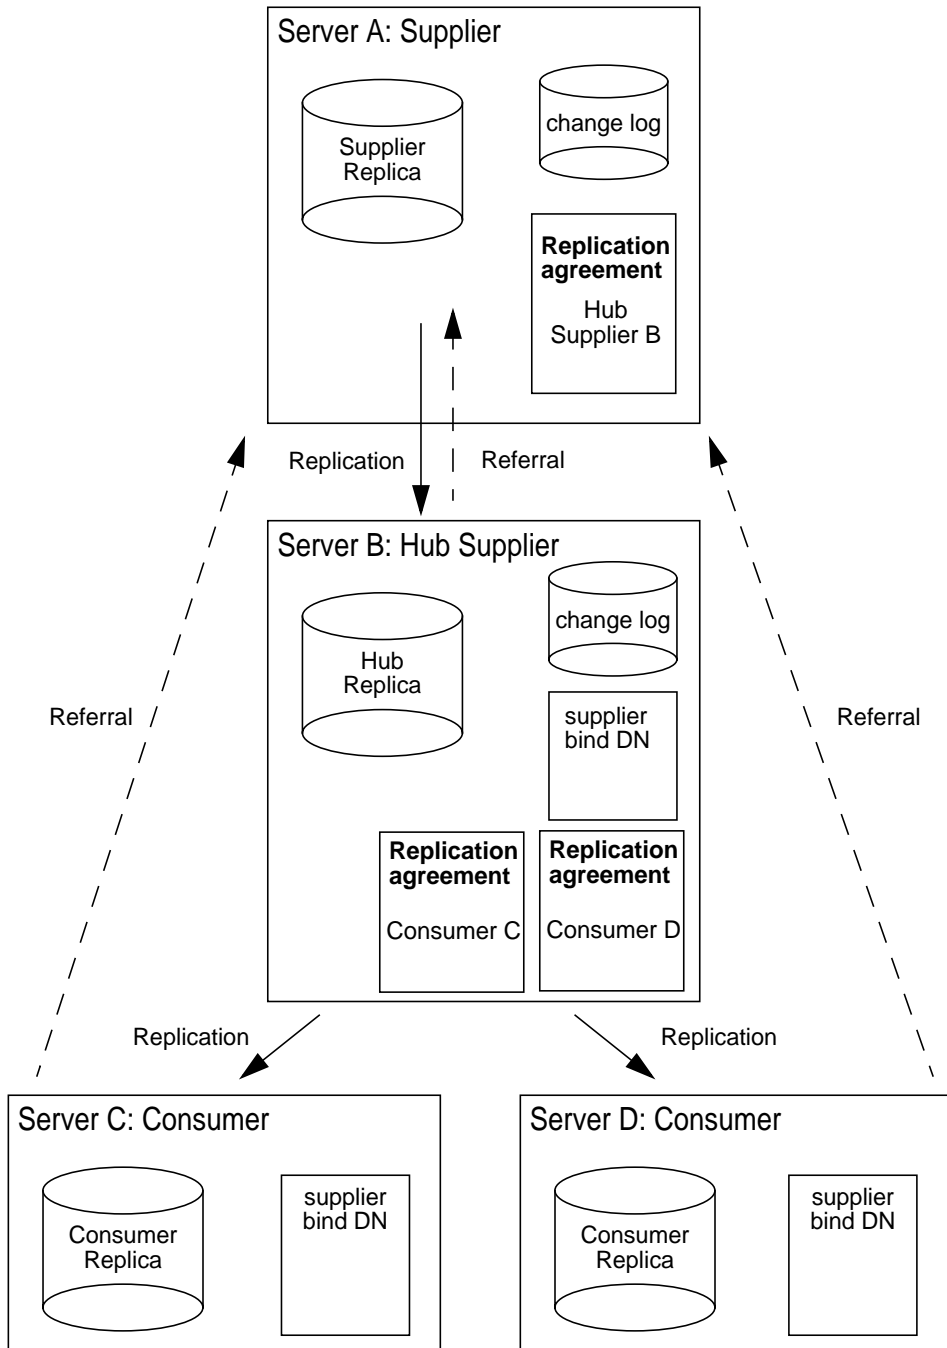 Server A: Supplier
change log
Supplier
Replica
Replication
agreement
Hub
Supplier B
Replication
Referral
Server B: Hub Supplier
change log
Hub
Replica
supplier
bind DN
Referral
Referral
Replication
agreement
Consumer C
Replication
agreement
Consumer D
Replication
Replication
Server C: Consumer
supplier
bind DN
Consumer
Replica
Server D: Consumer
supplier
bind DN
Consumer
Replica